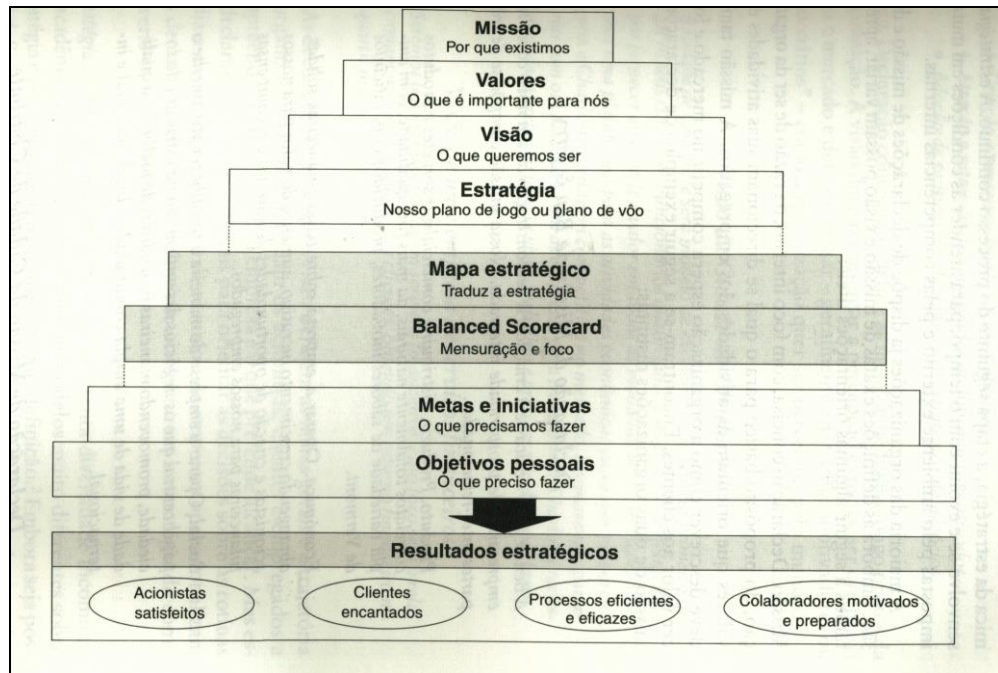 Missão
Por que existimos
Valores
O que é importante para nós
Visão
O que queremos ser
Estratégia
Nosso plano de jogo ou plano de vôo
Mapa estratégico
Traduz a estratégia
Balanced Scorecard
Mensuração e foco
Metas e iniciativas
O que precisamos fazer
Objetivos pessoais
O que preciso fazer
Resultados estratégicos
Acionistas
satisfeitos
Clientes
encantados
Processos eficientes
e eficazes
Colaboradores motivados
e preparados